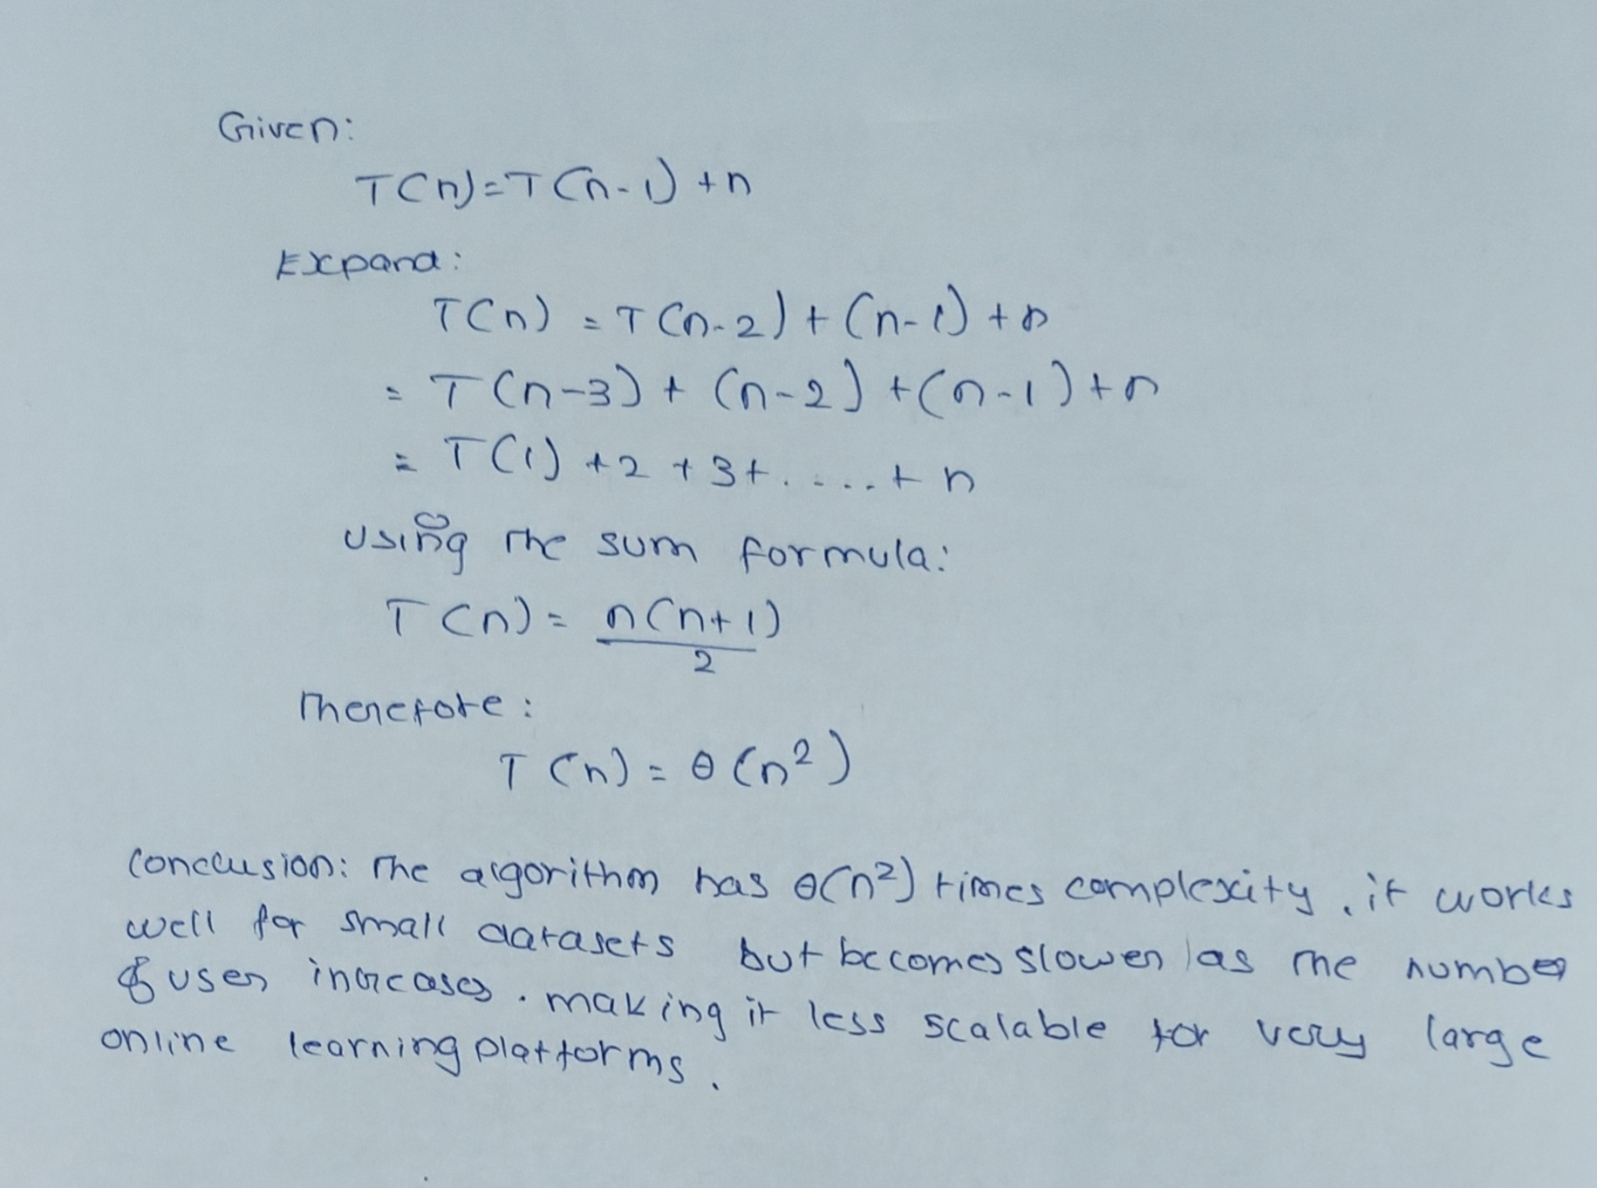 Given:
T(n)=T(n-1)+n
Expand:
T(n) = T(n-2)+(n-1)+n
= T(n-3)+(n-2)+(n-1)+n
= T(1)+2+3+.....+n
using the sum formula:
T(n)= n(n+1)
2
Therefore:
T(n)=θ(n²)
Conclusion: The algorithm has θ(n²) times complexity, it works
well for small datasets but becomes slower as the number
of users increases. making it less scalable for very large
online learning platforms.